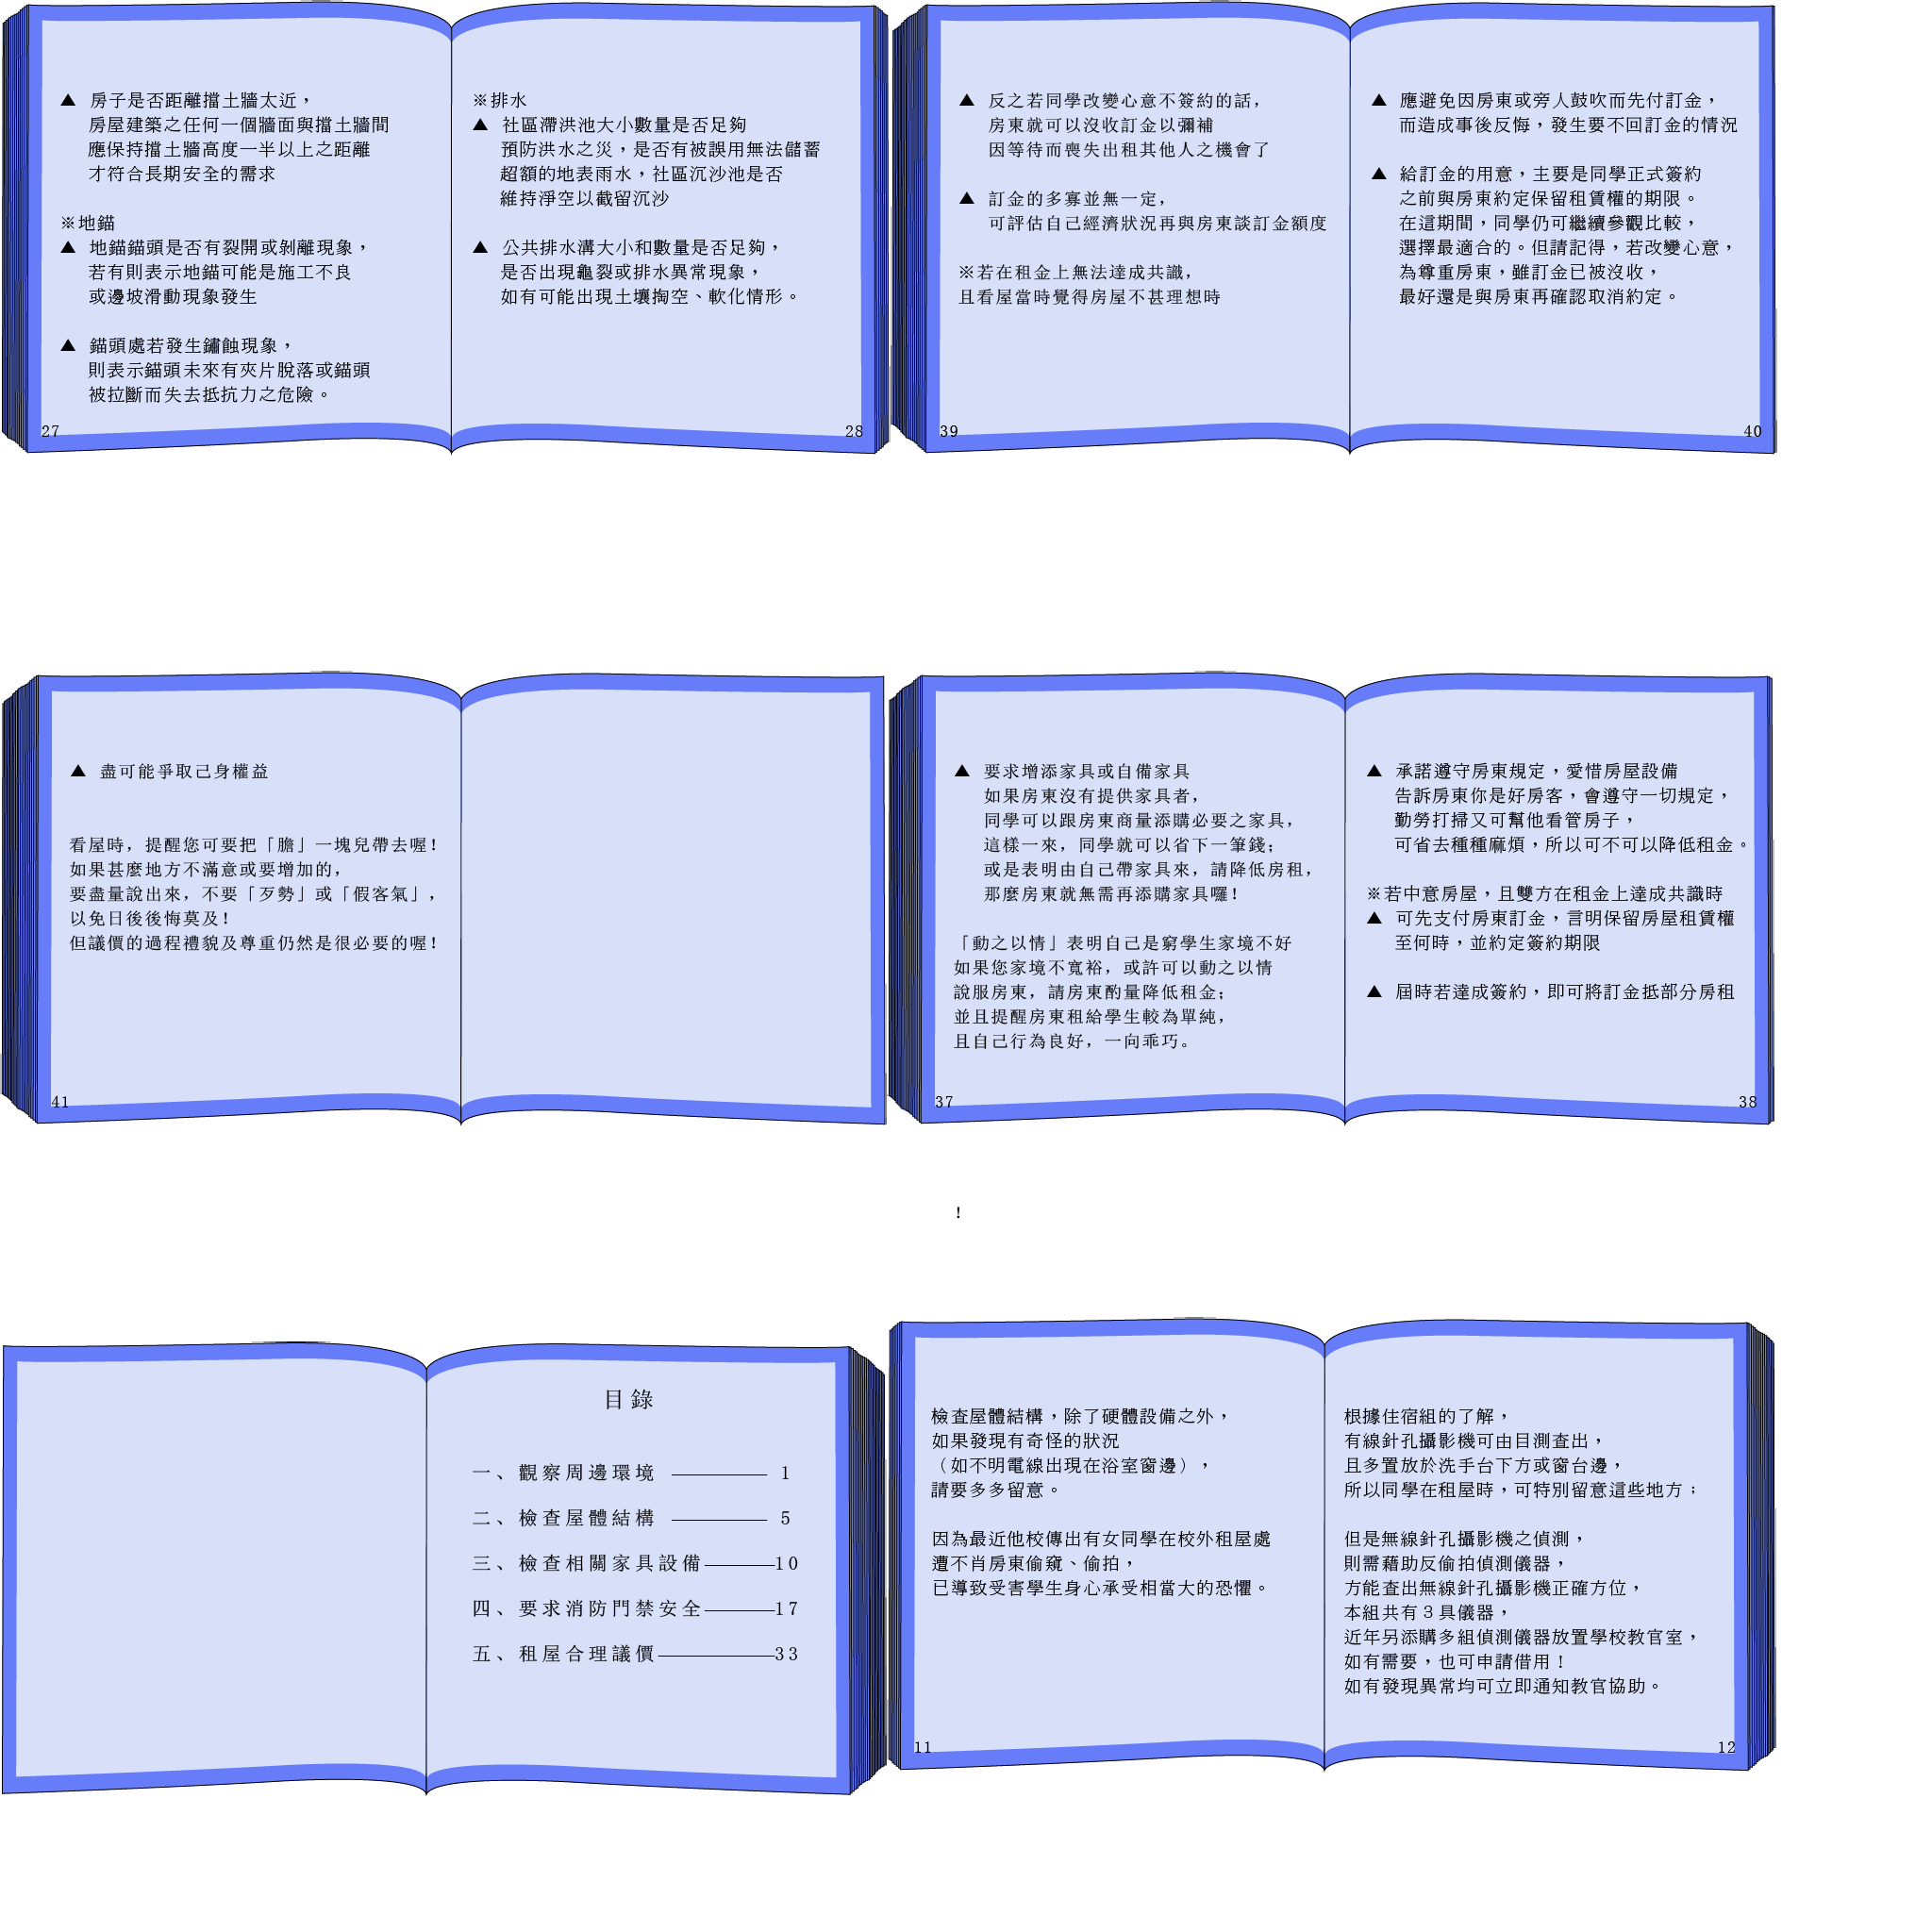 ▲ 房子是否距離擋土牆太近，
房屋建築之任何一個牆面與擋土牆間
應保持擋土牆高度一半以上之距離
才符合長期安全的需求
※地錨
▲ 地錨錨頭是否有裂開或剝離現象，
若有則表示地錨可能是施工不良
或邊坡滑動現象發生
▲ 錨頭處若發生鏽蝕現象，
則表示錨頭未來有夾片脫落或錨頭
被拉斷而失去抵抗力之危險。
27
※排水
▲ 社區滯洪池大小數量是否足夠
預防洪水之災，是否有被誤用無法儲蓄
超額的地表雨水，社區沉沙池是否
維持淨空以截留沉沙
▲ 公共排水溝大小和數量是否足夠，
是否出現龜裂或排水異常現象，
如有可能出現土壤掏空、軟化情形。
28
▲ 反之若同學改變心意不簽約的話，
房東就可以沒收訂金以彌補
因等待而喪失出租其他人之機會了
▲ 訂金的多寡並無一定，
可評估自己經濟狀況再與房東談訂金額度
※若在租金上無法達成共識，
且看屋當時覺得房屋不甚理想時
39
▲ 應避免因房東或旁人鼓吹而先付訂金，
而造成事後反悔，發生要不回訂金的情況
▲ 給訂金的用意，主要是同學正式簽約
之前與房東約定保留租賃權的期限。
在這期間，同學仍可繼續參觀比較，
選擇最適合的。但請記得，若改變心意，
為尊重房東，雖訂金已被沒收，
最好還是與房東再確認取消約定。
40
▲ 盡可能爭取己身權益
看屋時，提醒您可要把「膽」一塊兒帶去喔！
如果甚麼地方不滿意或要增加的，
要盡量說出來，不要「歹勢」或「假客氣」，
以免日後後悔莫及！
但議價的過程禮貌及尊重仍然是很必要的喔！
41
▲ 要求增添家具或自備家具
如果房東沒有提供家具者，
同學可以跟房東商量添購必要之家具，
這樣一來，同學就可以省下一筆錢；
或是表明由自己帶家具來，請降低房租，
那麼房東就無需再添購家具囉！
「動之以情」表明自己是窮學生家境不好
如果您家境不寬裕，或許可以動之以情
說服房東，請房東酌量降低租金；
並且提醒房東租給學生較為單純，
且自己行為良好，一向乖巧。
37
▲ 承諾遵守房東規定，愛惜房屋設備
告訴房東你是好房客，會遵守一切規定，
勤勞打掃又可幫他看管房子，
可省去種種麻煩，所以可不可以降低租金。
※若中意房屋，且雙方在租金上達成共識時
▲ 可先支付房東訂金，言明保留房屋租賃權
至何時，並約定簽約期限
▲ 屆時若達成簽約，即可將訂金抵部分房租
38
！
目錄
一、觀察周邊環境 ———— 1
二、檢查屋體結構 ———— 5
三、檢查相關家具設備———10
四、要求消防門禁安全———17
五、租屋合理議價—————33
檢查屋體結構，除了硬體設備之外，
如果發現有奇怪的狀況
（如不明電線出現在浴室窗邊），
請要多多留意。
因為最近他校傳出有女同學在校外租屋處
遭不肖房東偷窺、偷拍，
已導致受害學生身心承受相當大的恐懼。
11
根據住宿組的了解，
有線針孔攝影機可由目測查出，
且多置放於洗手台下方或窗台邊，
所以同學在租屋時，可特別留意這些地方；
但是無線針孔攝影機之偵測，
則需藉助反偷拍偵測儀器，
方能查出無線針孔攝影機正確方位，
本組共有３具儀器，
近年另添購多組偵測儀器放置學校教官室，
如有需要，也可申請借用！
如有發現異常均可立即通知教官協助。
12